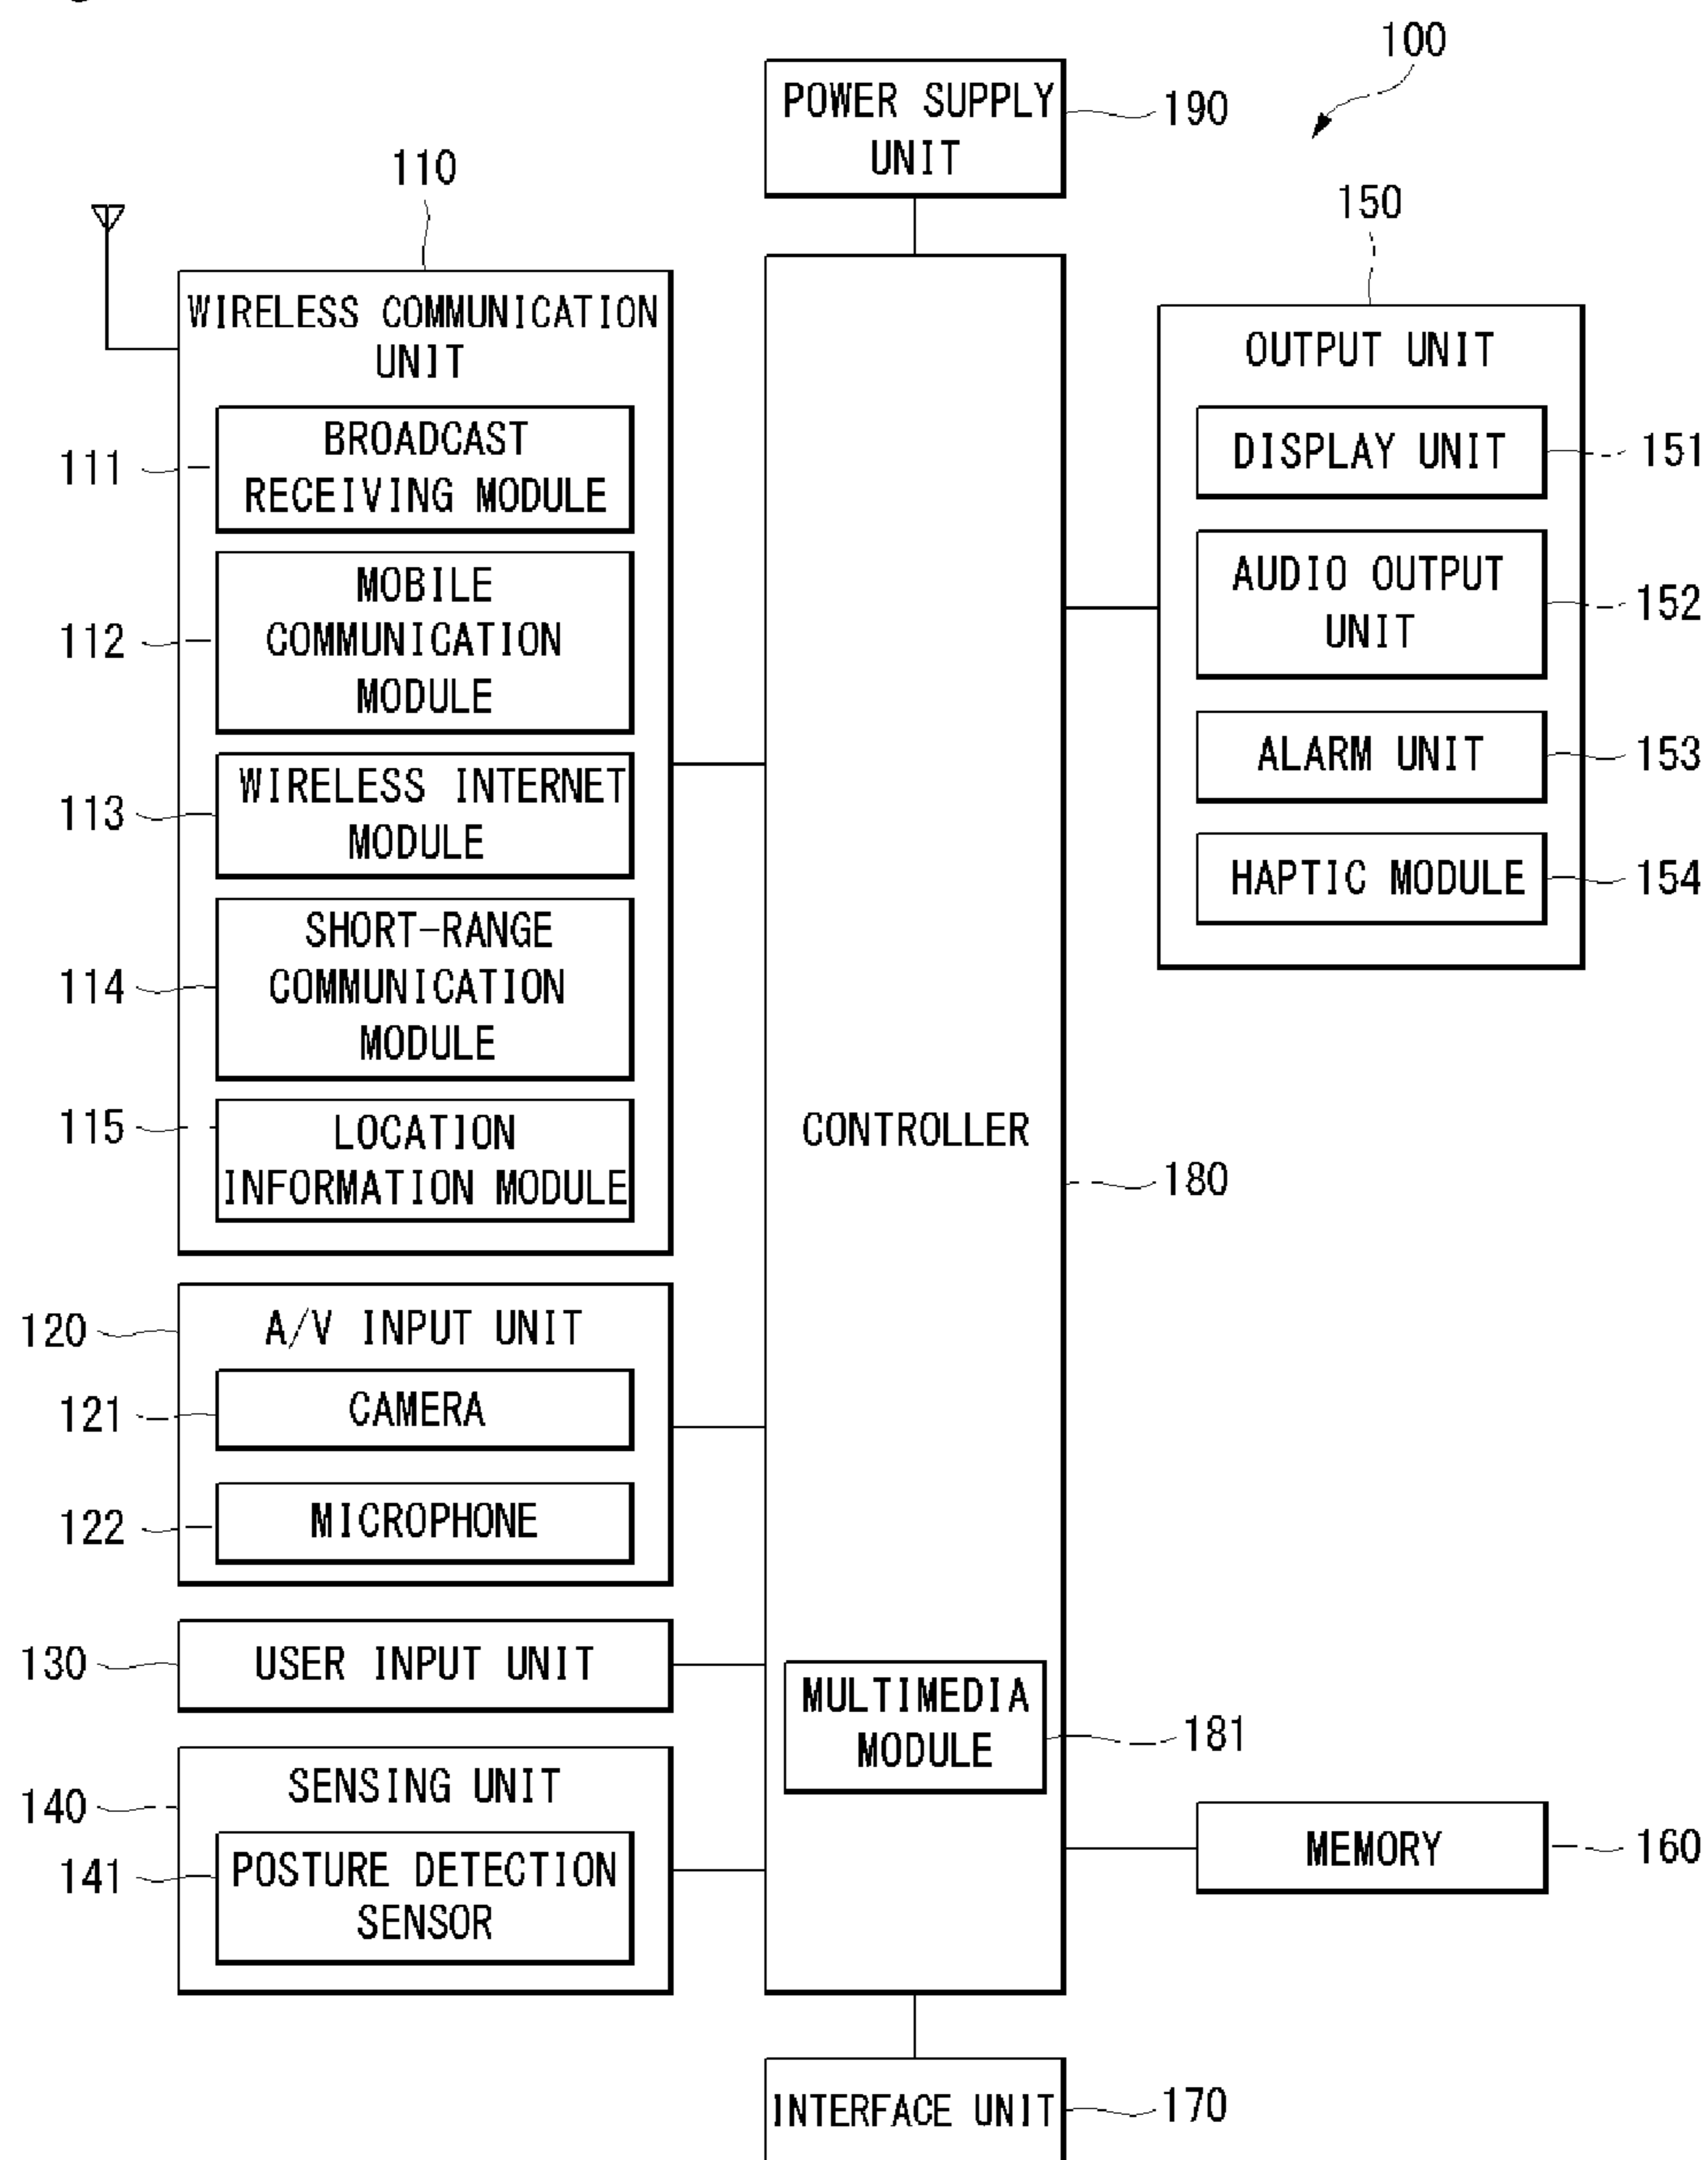 100
POWER SUPPLY
UNIT
190
110
150
WIRELESS COMMUNICATION
UNIT
BROADCAST
RECEIVING MODULE
111
MOBILE
COMMUNICATION
MODULE
112
WIRELESS INTERNET
MODULE
113
SHORT-RANGE
COMMUNICATION
MODULE
114
LOCATION
INFORMATION MODULE
115
A/V INPUT UNIT
120
CAMERA
121
MICROPHONE
122
USER INPUT UNIT
130
SENSING UNIT
140
POSTURE DETECTION
SENSOR
141
CONTROLLER
180
MULTIMEDIA
MODULE
181
OUTPUT UNIT
DISPLAY UNIT
151
AUDIO OUTPUT
UNIT
152
ALARM UNIT
153
HAPTIC MODULE
154
MEMORY
160
INTERFACE UNIT
170